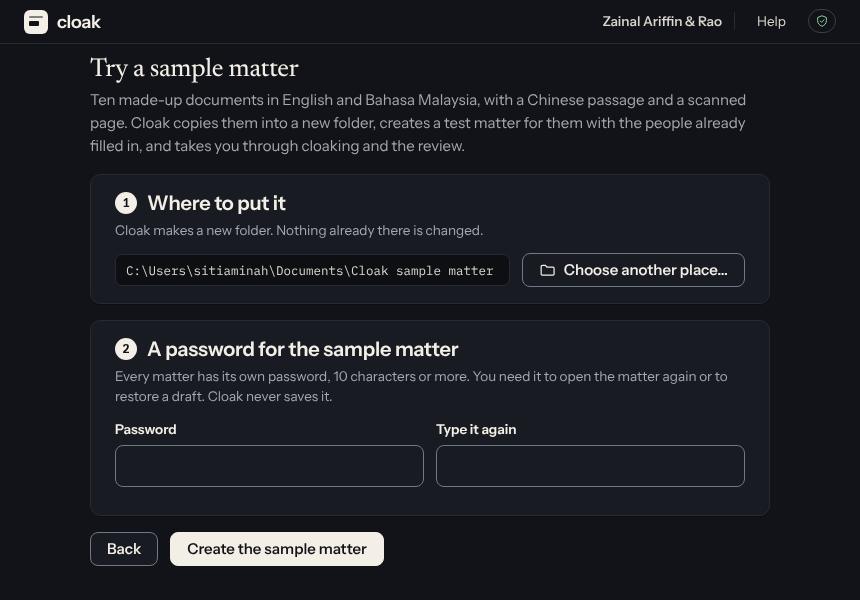 cloak
Zainal Ariffin & Rao
Help
Try a sample matter
Ten made-up documents in English and Bahasa Malaysia, with a Chinese passage and a scanned
page. Cloak copies them into a new folder, creates a test matter for them with the people already
filled in, and takes you through cloaking and the review.
1 Where to put it
Cloak makes a new folder. Nothing already there is changed.
C:\Users\sitiaminah\Documents\Cloak sample matter
Choose another place...
2 A password for the sample matter
Every matter has its own password, 10 characters or more. You need it to open the matter again or to
restore a draft. Cloak never saves it.
Password
Type it again
Back
Create the sample matter